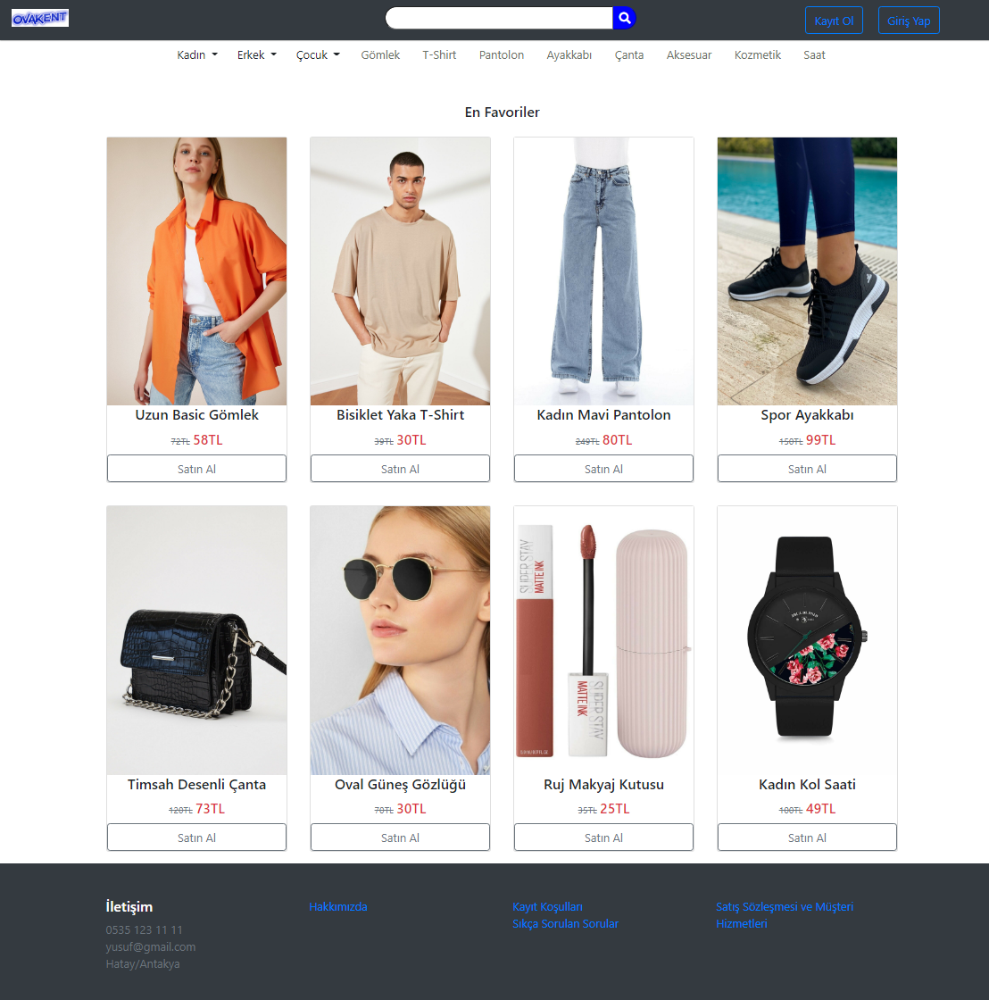 OVAKENT
Kayıt Ol
Giriş Yap
Kadın
Erkek
Çocuk
Gömlek
T-Shirt
Pantolon
Ayakkabı
Çanta
Aksesuar
Kozmetik
Saat
En Favoriler
Uzun Basic Gömlek
72TL 58TL
Satın Al
Bisiklet Yaka T-Shirt
39TL 30TL
Satın Al
Kadın Mavi Pantolon
249TL 80TL
Satın Al
Spor Ayakkabı
150TL 99TL
Satın Al
Timsah Desenli Çanta
120TL 73TL
Satın Al
Oval Güneş Gözlüğü
70TL 30TL
Satın Al
SUPER STAY
MATTE INK
SUPER STAY
MATTE INK
Ruj Makyaj Kutusu
35TL 25TL
Satın Al
Kadın Kol Saati
100TL 49TL
Satın Al
İletişim
0535 123 11 11
yusuf@gmail.com
Hatay/Antakya
Hakkımızda
Kayıt Koşulları
Sıkça Sorulan Sorular
Satış Sözleşmesi ve Müşteri
Hizmetleri